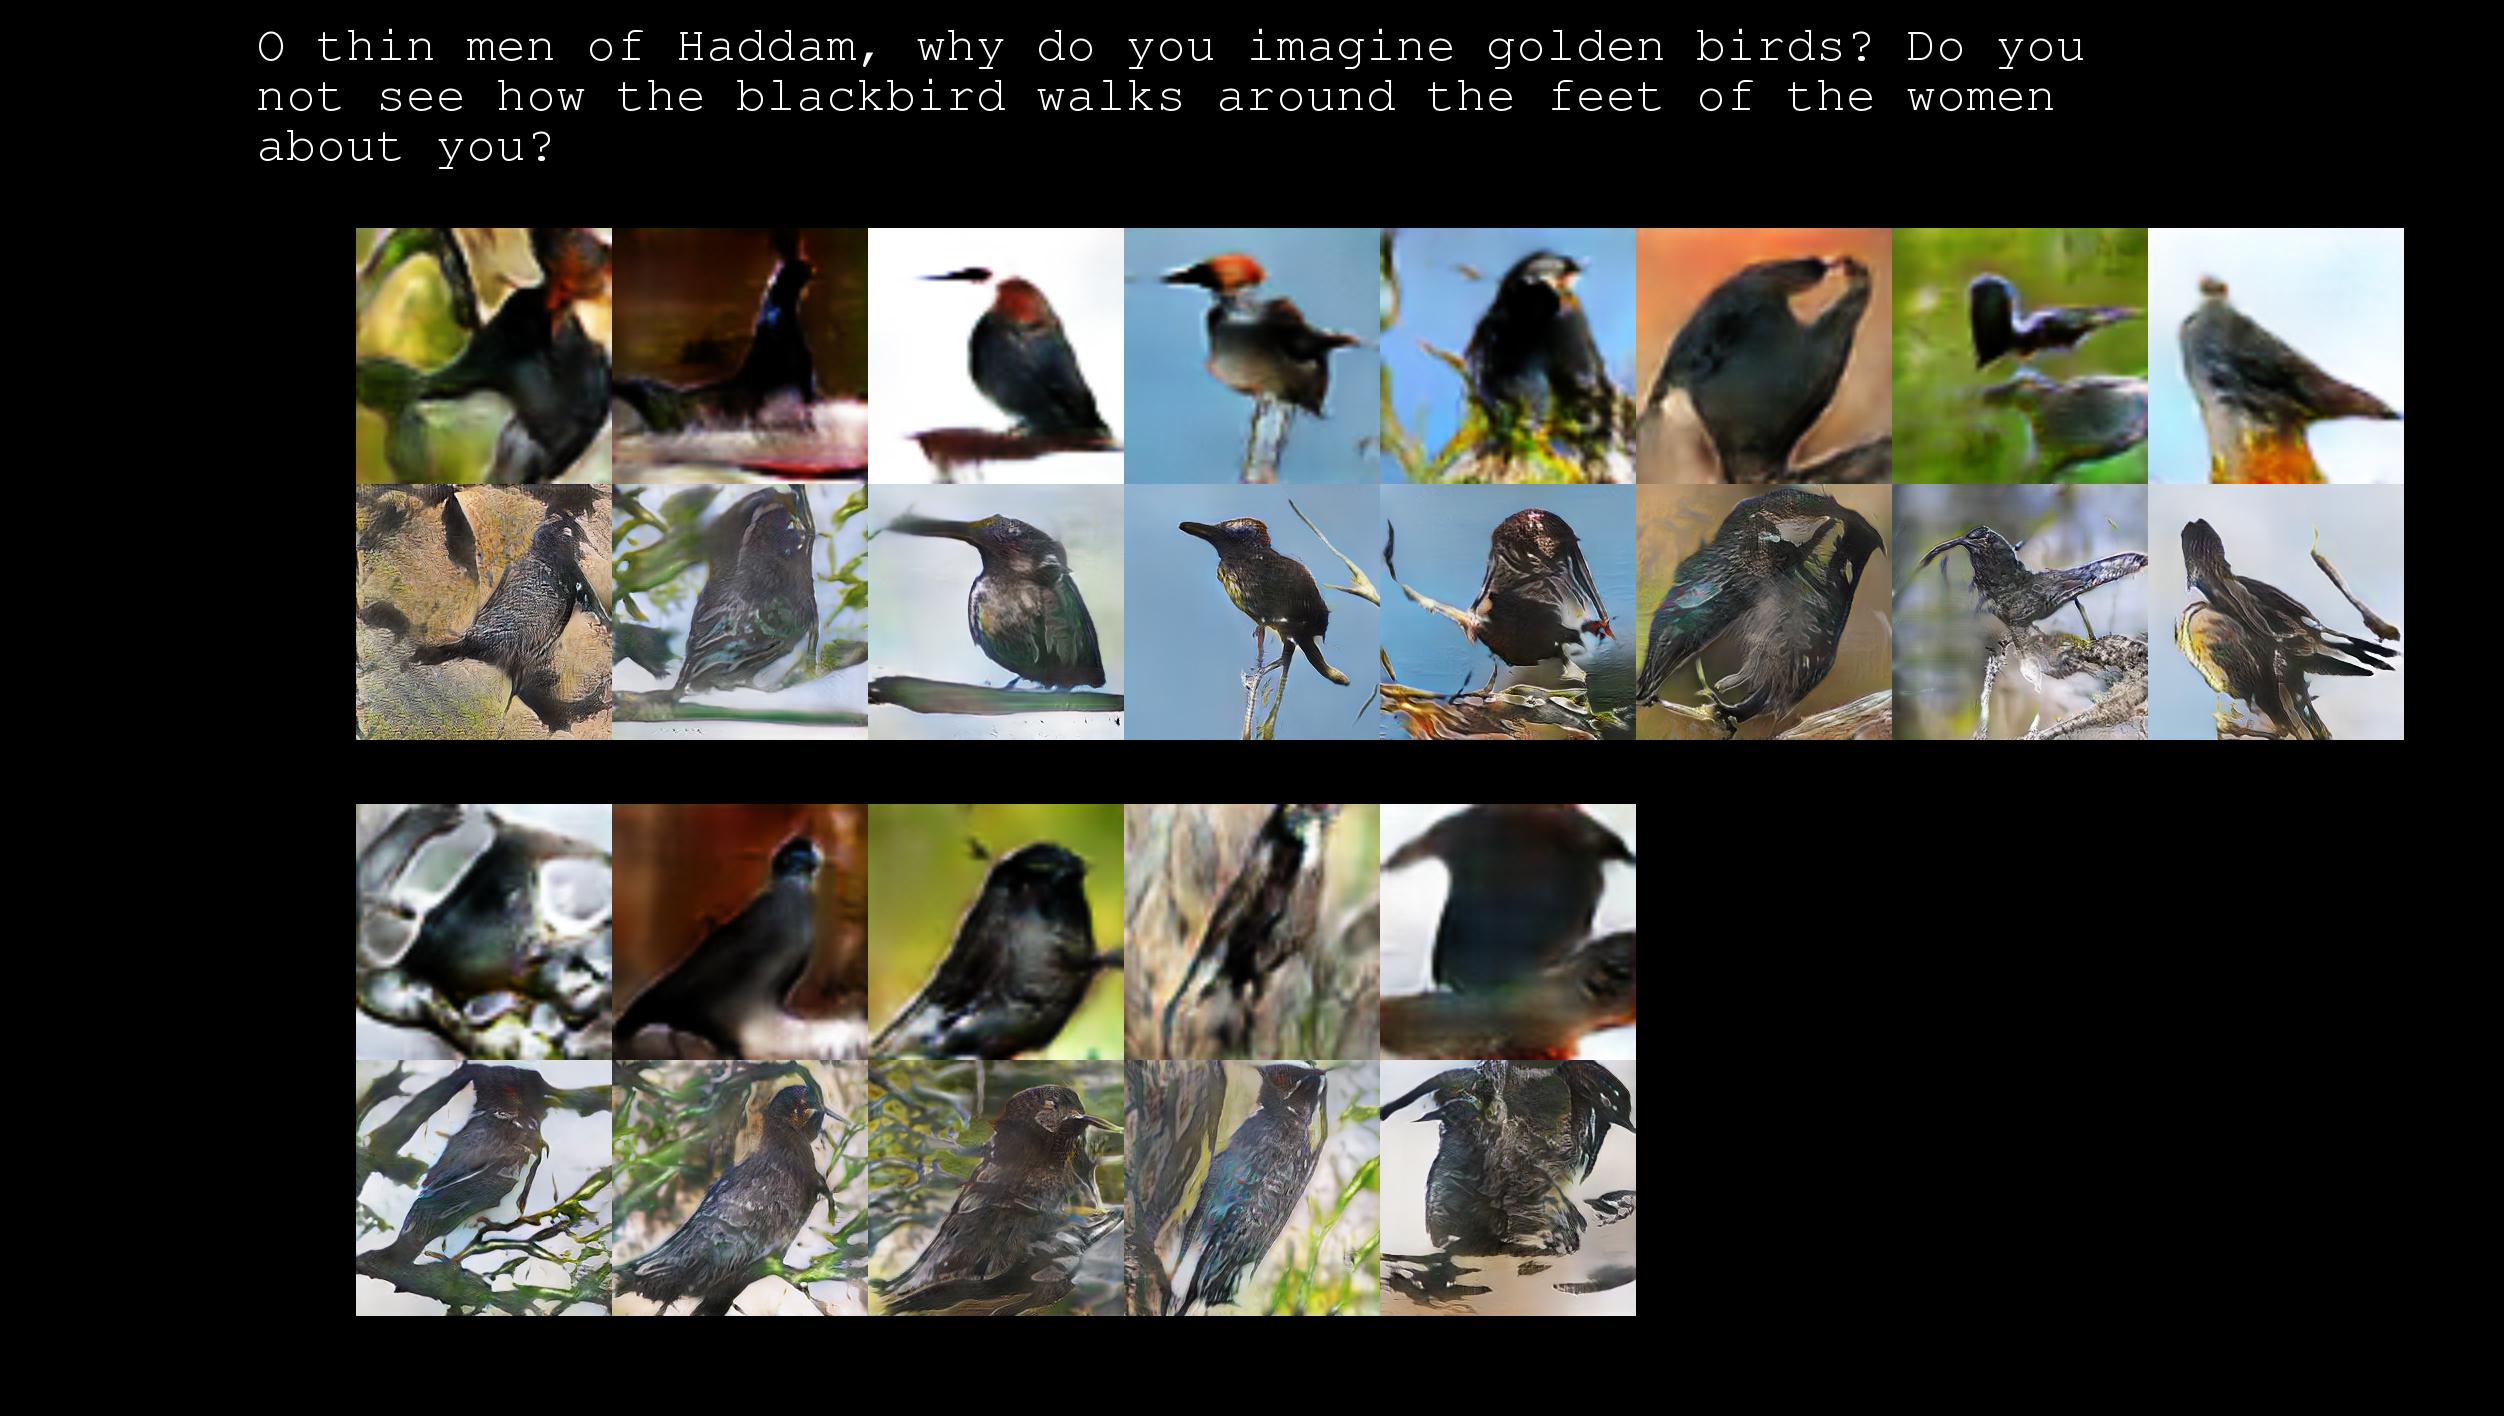 O thin men of Haddam, why do you imagine golden birds? Do you
not see how the blackbird walks around the feet of the women
about you?